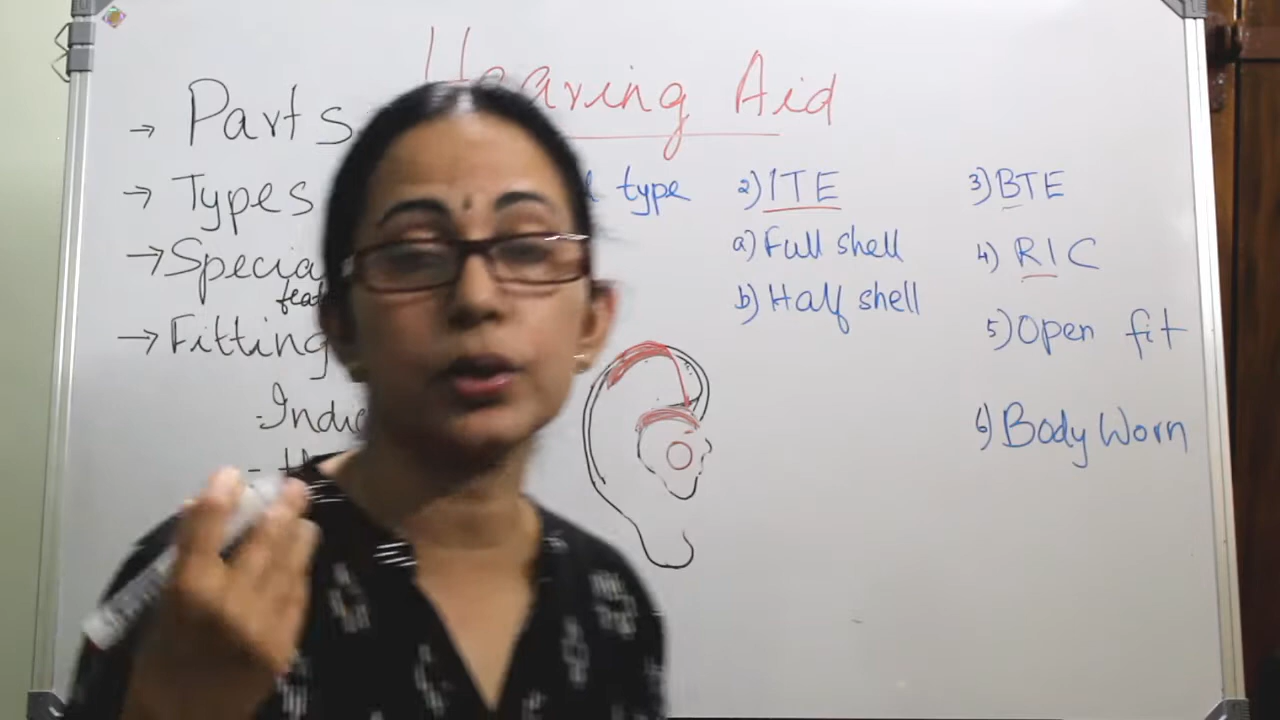 Hearing Aid
→ Parts
→ Types
type
2) ITE
3) BTE
a) Full shell
b) Half shell
4) RIC
5) Open fit
6) Body Worn
→
→ Fitting